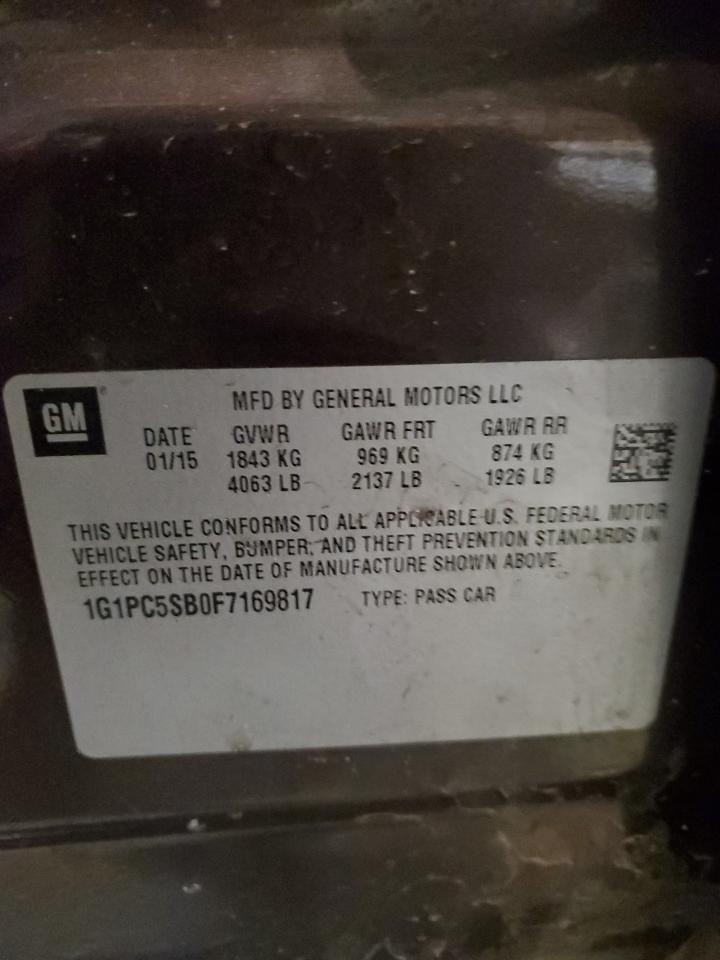 GM®
MFD BY GENERAL MOTORS LLC
DATE GVWR GAWR FRT GAWR RR
01/15 1843 KG 969 KG 874 KG
4063 LB 2137 LB 1926 LB
THIS VEHICLE CONFORMS TO ALL APPLICABLE U.S. FEDERAL MOTOR
VEHICLE SAFETY, BUMPER, AND THEFT PREVENTION STANDARDS IN
EFFECT ON THE DATE OF MANUFACTURE SHOWN ABOVE.
1G1PC5SB0F7169817 TYPE: PASS CAR